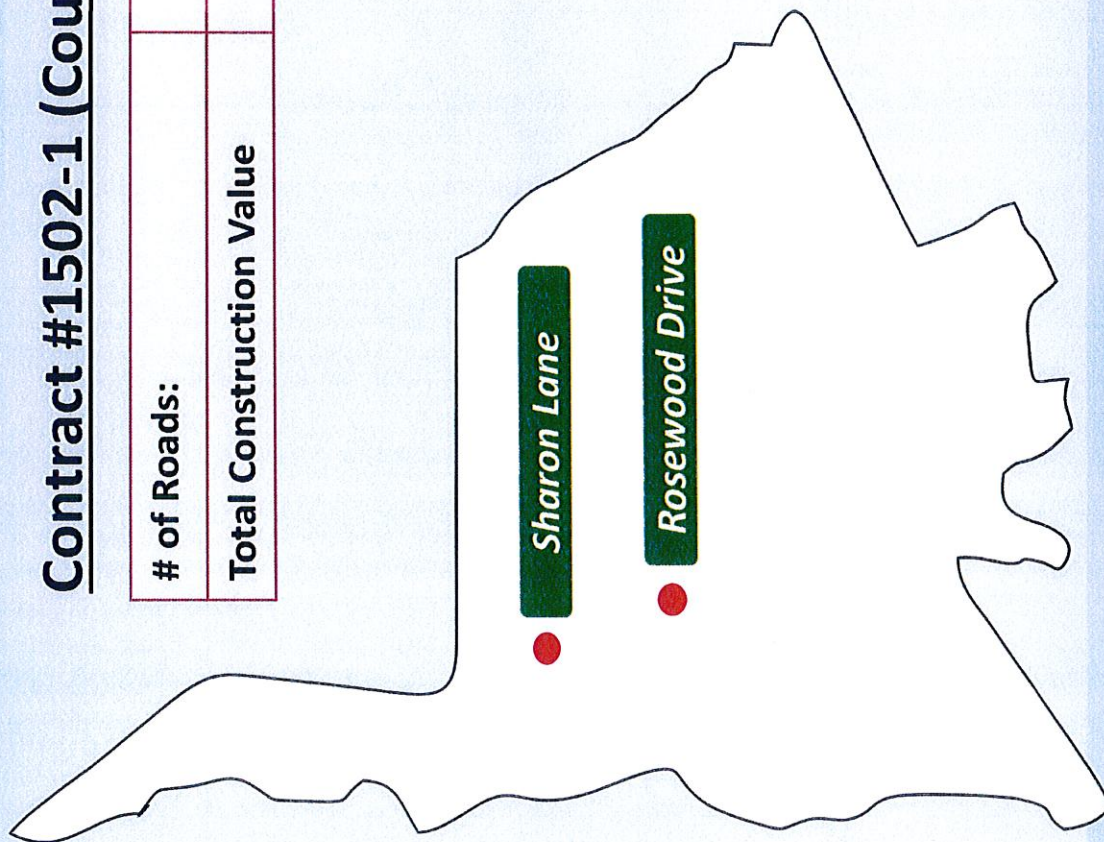 Contract #1502-1 (Cou
# of Roads:
Total Construction Value
Sharon Lane
Rosewood Drive